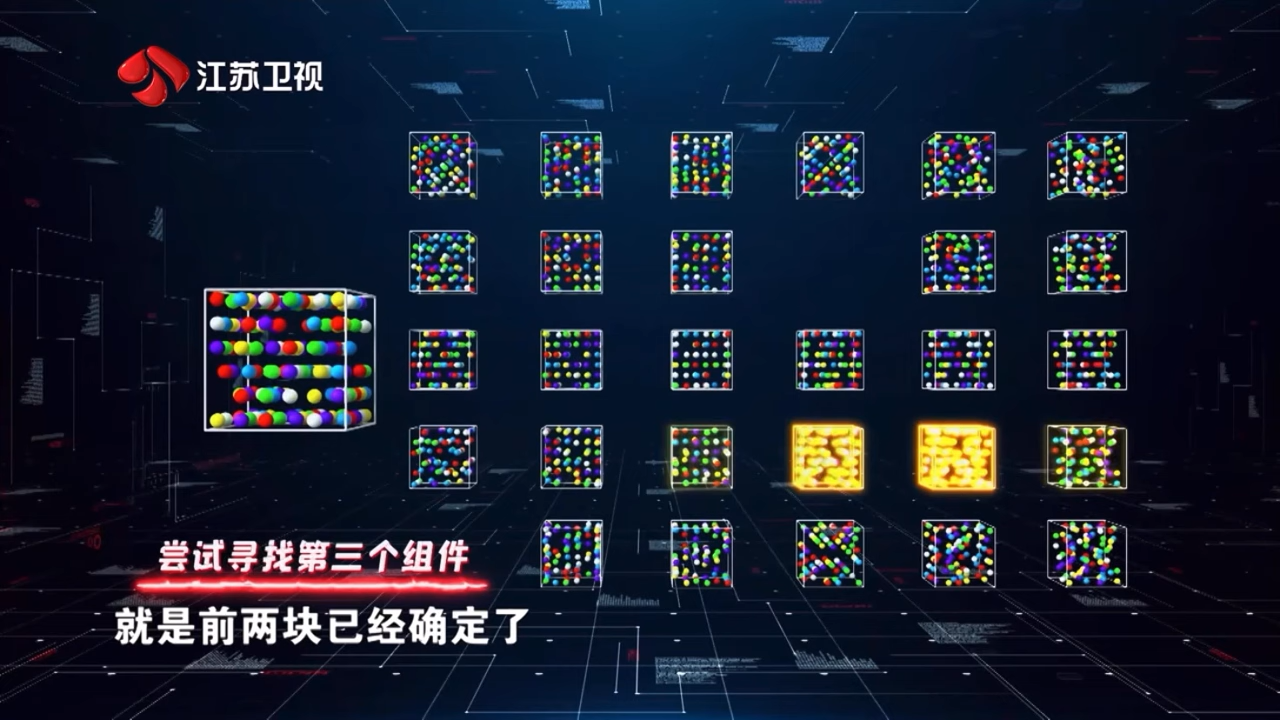 江苏卫视
尝试寻找第三个组件
就是前两块已经确定了